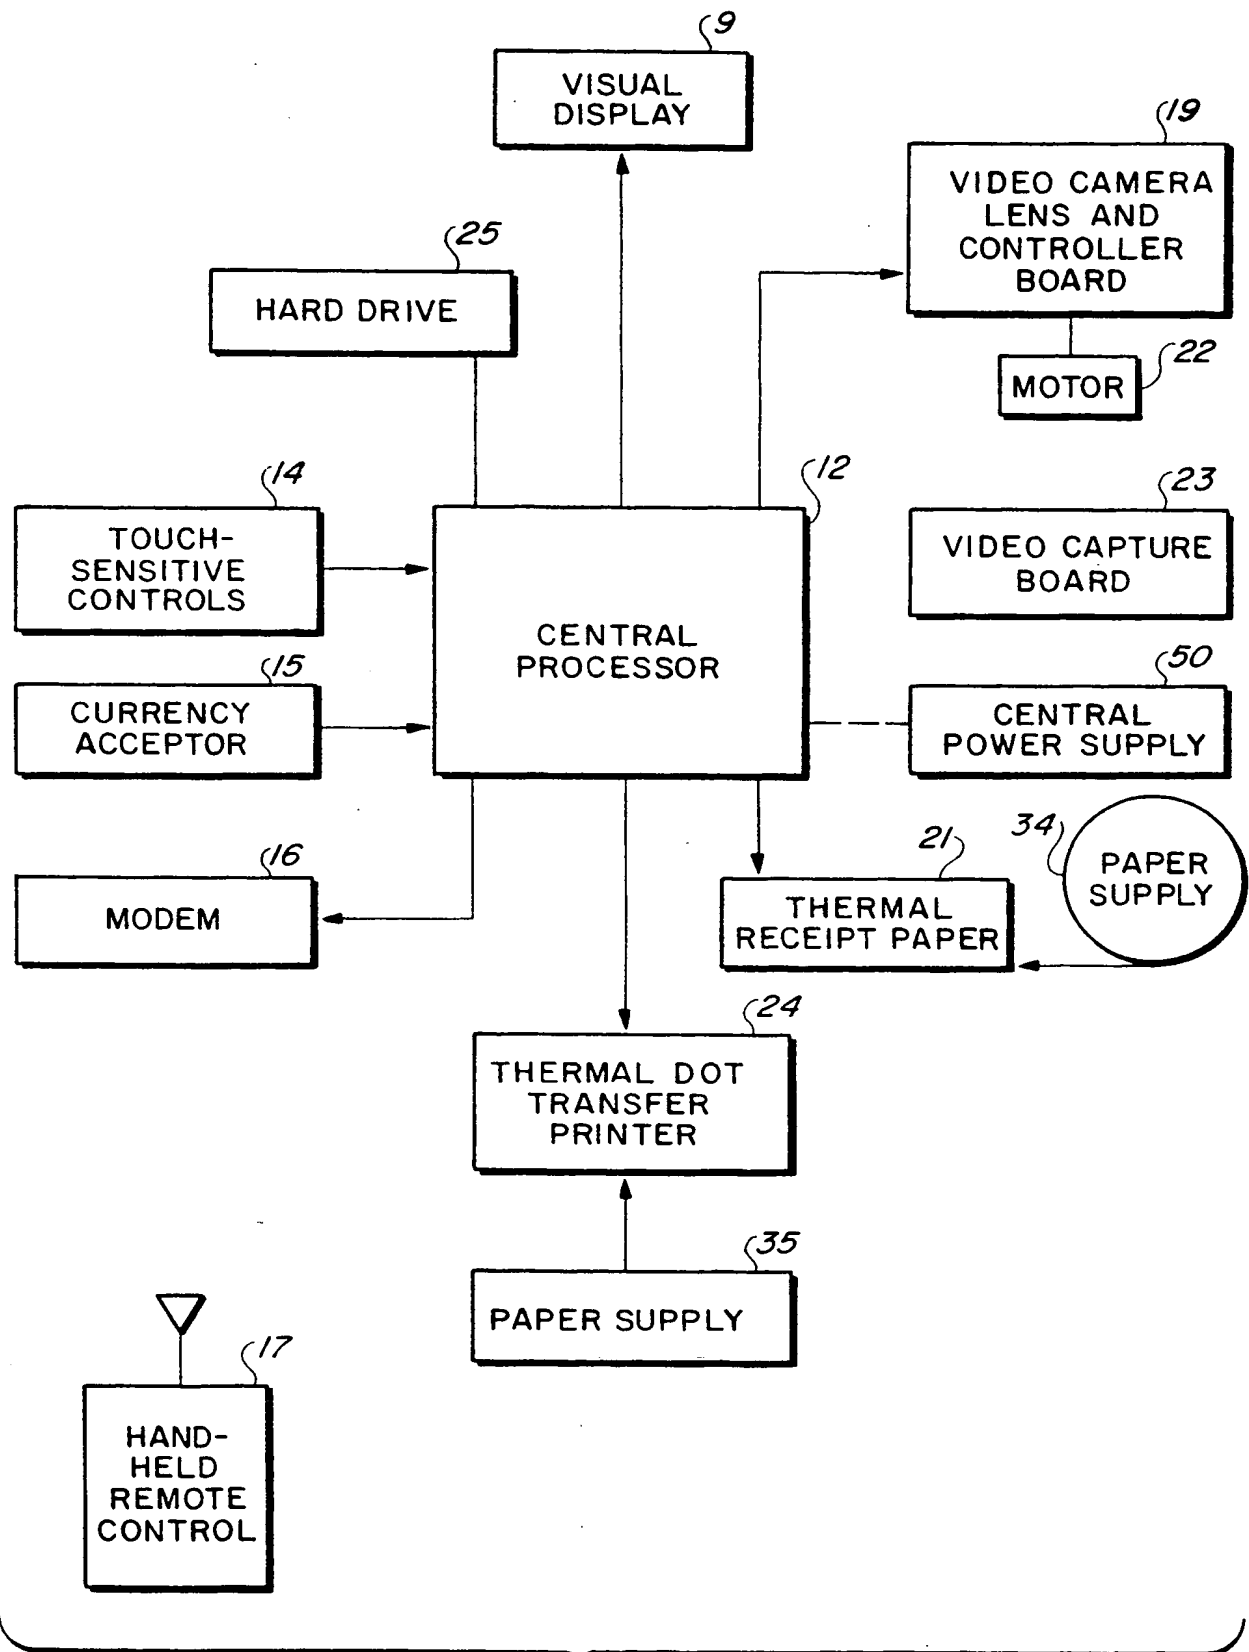 9
VISUAL
DISPLAY
19
VIDEO CAMERA
LENS AND
CONTROLLER
BOARD
25
HARD DRIVE
22
MOTOR
14
TOUCH-
SENSITIVE
CONTROLS
12
CENTRAL
PROCESSOR
23
VIDEO CAPTURE
BOARD
15
CURRENCY
ACCEPTOR
50
CENTRAL
POWER SUPPLY
16
MODEM
21
THERMAL
RECEIPT PAPER
34
PAPER
SUPPLY
24
THERMAL DOT
TRANSFER
PRINTER
35
PAPER SUPPLY
17
HAND-
HELD
REMOTE
CONTROL